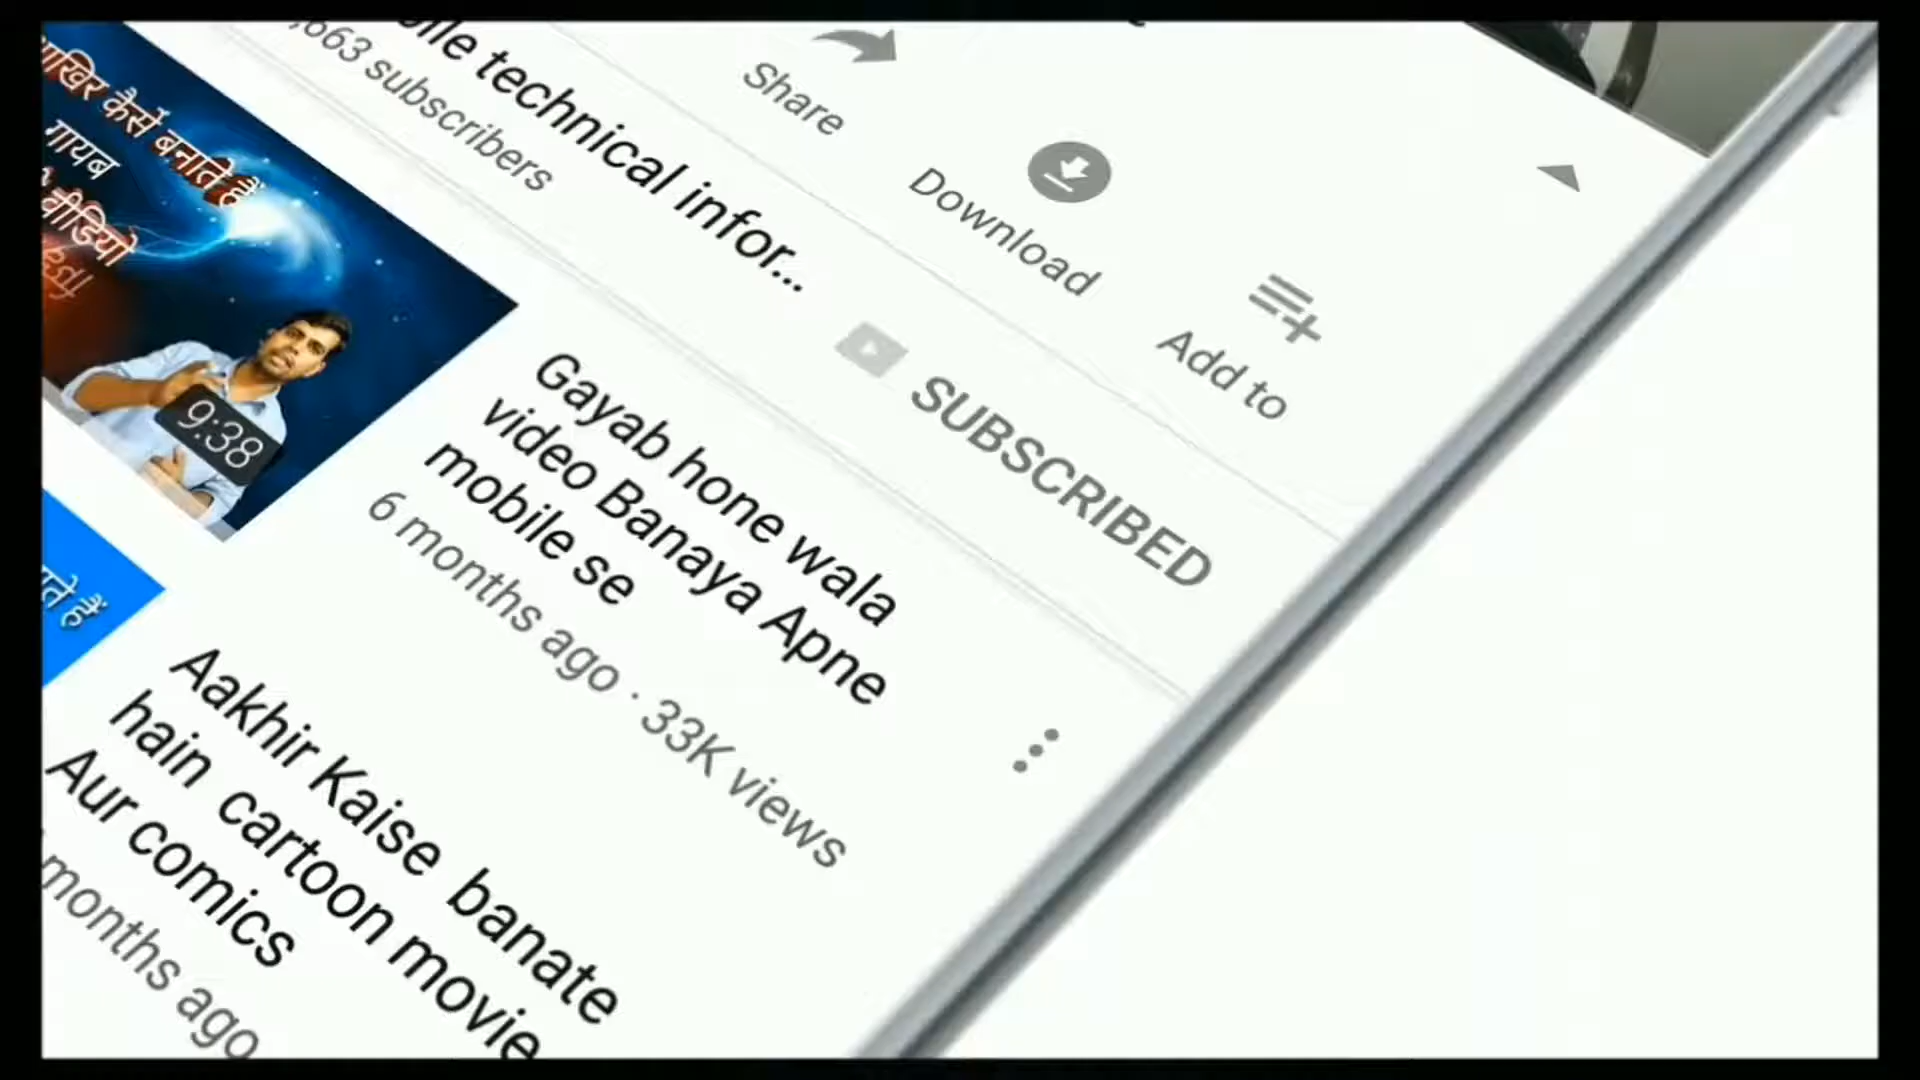 Share
Download
Add to
technical infor...
663 subscribers
SUBSCRIBED
कैसे बनाते हैं
गायब
वीडियो
9:38
Gayab hone wala
video Banaya Apne
mobile se
6 months ago · 33K views
हैं
Aakhir Kaise banate
hain cartoon movie
Aur comics
months ago